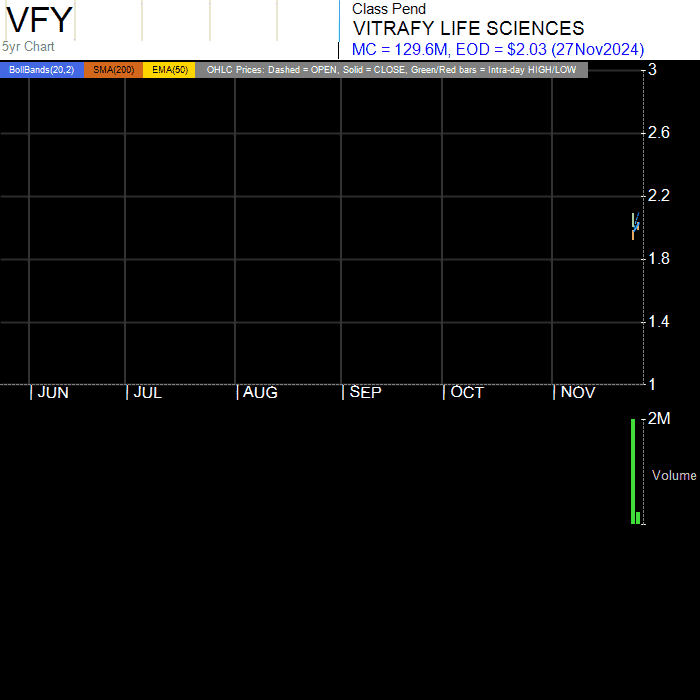 VFY
5yr Chart
Class Pend
VITRAFY LIFE SCIENCES
MC = 129.6M, EOD = $2.03 (27Nov2024)
BollBands(20,2) SMA(200) EMA(50) OHLC Prices: Dashed = OPEN, Solid = CLOSE, Green/Red bars = Intra-day HIGH/LOW
3
2.6
2.2
1.8
1.4
1
JUN JUL AUG SEP OCT NOV
2M
Volume